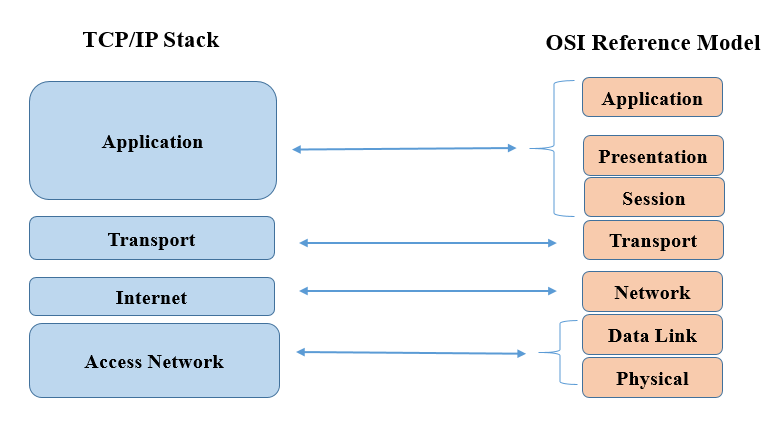 TCP/IP Stack
OSI Reference Model
Application
Transport
Internet
Access Network
Application
Presentation
Session
Transport
Network
Data Link
Physical